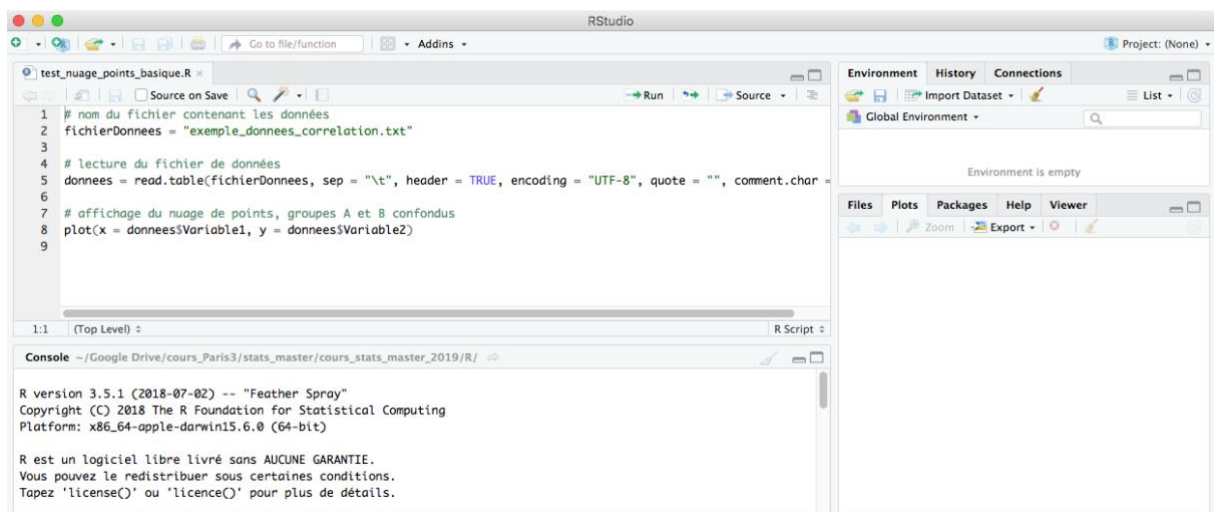 RStudio
Go to file/function
Addins
Project: (None)
test_nuage_points_basique.R
Source on Save
Run
Source
1 # nom du fichier contenant les données
2 fichierDonnees = "exemple_donnees_correlation.txt"
3
4 # lecture du fichier de données
5 donnees = read.table(fichierDonnees, sep = "\t", header = TRUE, encoding = "UTF-8", quote = "", comment.char =
6
7 # affichage du nuage de points, groupes A et B confondus
8 plot(x = donnees$Variable1, y = donnees$Variable2)
9
1:1 (Top Level)
R Script
Console ~/Google Drive/cours_Paris3/stats_master/cours_stats_master_2019/R/
R version 3.5.1 (2018-07-02) -- "Feather Spray"
Copyright (C) 2018 The R Foundation for Statistical Computing
Platform: x86_64-apple-darwin15.6.0 (64-bit)
R est un logiciel libre livré sans AUCUNE GARANTIE.
Vous pouvez le redistribuer sous certaines conditions.
Tapez 'license()' ou 'licence()' pour plus de détails.
Environment History Connections
Import Dataset
List
Global Environment
Environment is empty
Files Plots Packages Help Viewer
Zoom Export